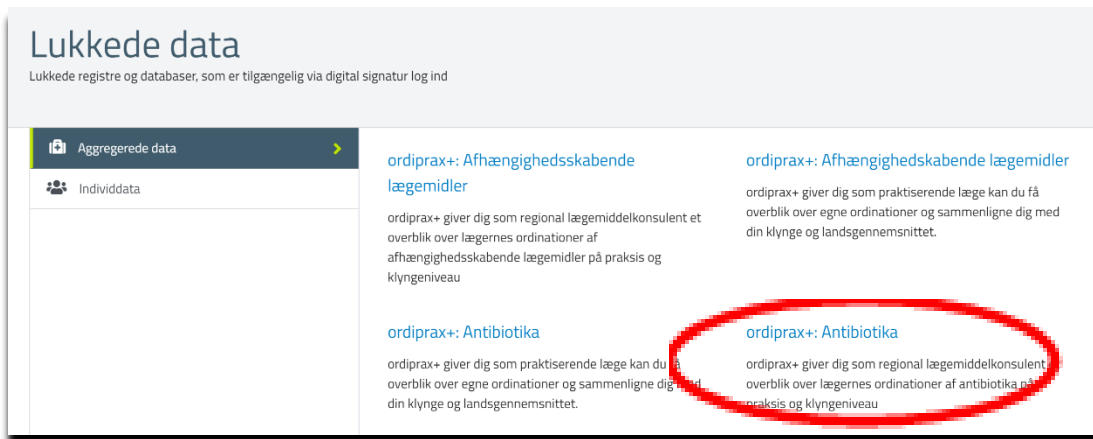 Lukkede data
Lukkede registre og databaser, som er tilgængelig via digital signatur log ind
Aggregerede data
Individdata
ordiprax+: Afhængighedsskabende
lægemidler
ordiprax+ giver dig som regional lægemiddelkonsulent et
overblik over lægernes ordinationer af
afhængighedsskabende lægemidler på praksis og
klyngeniveau
ordiprax+: Afhængighedskabende lægemidler
ordiprax+ giver dig som praktiserende læge kan du få
overblik over egne ordinationer og sammenligne dig med
din klynge og landsgennemsnittet.
ordiprax+: Antibiotika
ordiprax+ giver dig som praktiserende læge kan du
overblik over egne ordinationer og sammenligne dig
din klynge og landsgennemsnittet.
ordiprax+: Antibiotika
ordiprax+ giver dig som regional lægemiddelkonsulent
overblik over lægernes ordinationer af antibiotika på
praksis og klyngeniveau